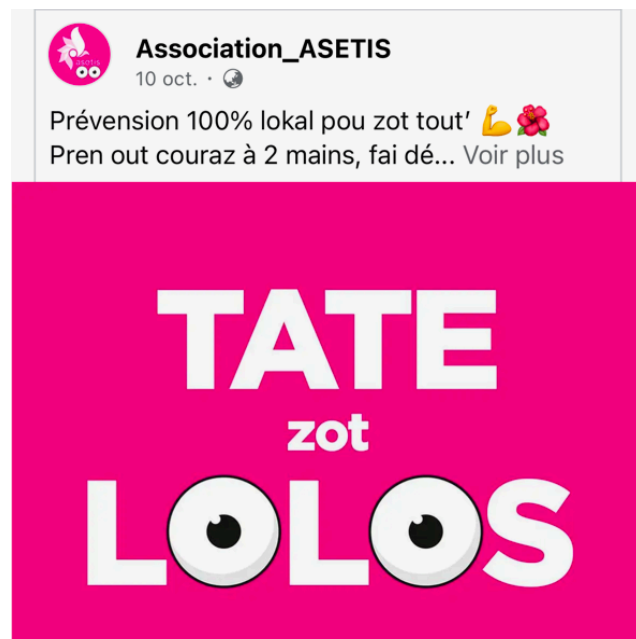 asetis
Association_ASETIS
10 oct. ·
Prévension 100% lokal pou zot tout’ 💪🌺
Pren out couraz à 2 mains, fai dé... Voir plus
TATE
zot
LOLOS